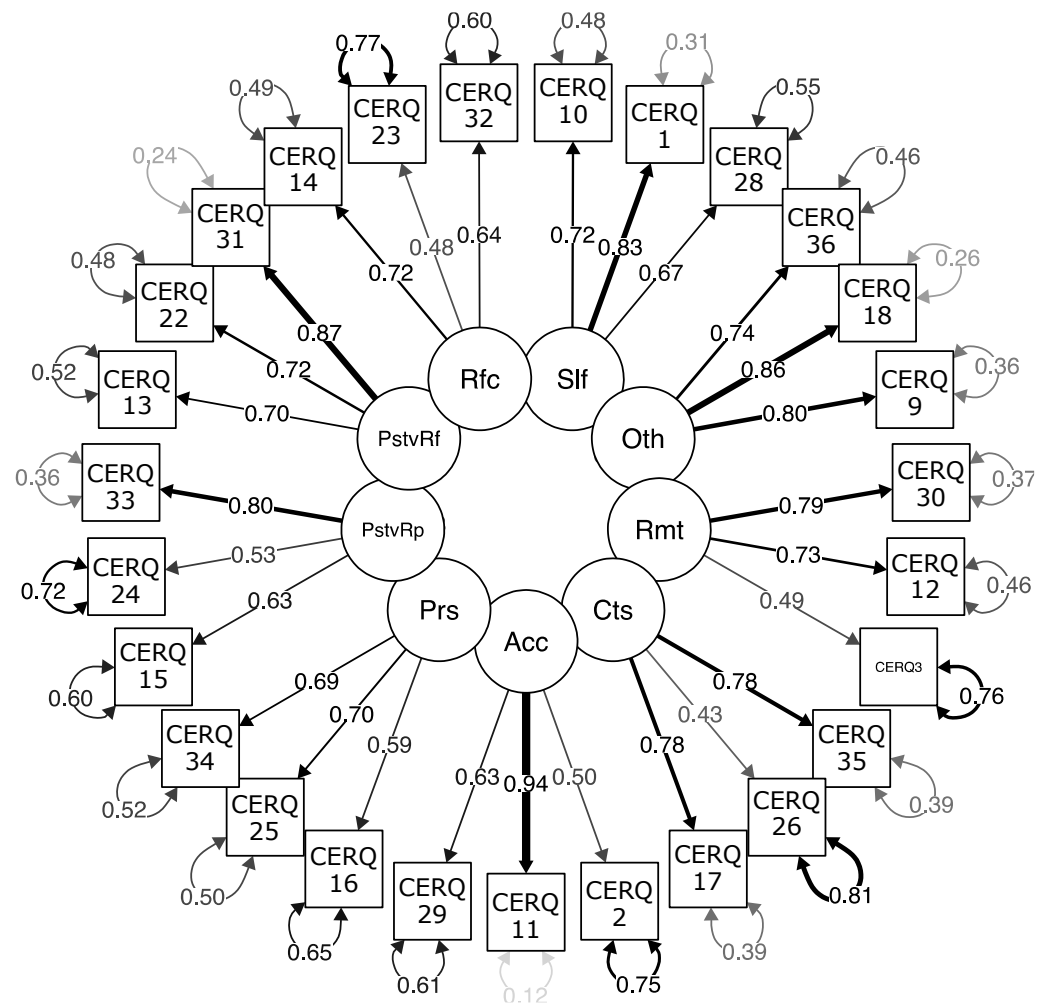 0.77
0.60
0.48
0.31
CERQ
32
CERQ
10
0.49
CERQ
23
CERQ
1
0.55
0.24
CERQ
14
CERQ
28
0.46
0.48
CERQ
31
CERQ
36
0.26
CERQ
22
0.48
0.64
0.72
0.83
0.67
CERQ
18
0.72
0.87
0.74
0.52
CERQ
13
0.72
Rfc
Slf
0.86
CERQ
9
0.36
0.70
PstvRf
Oth
0.80
0.36
CERQ
33
0.80
CERQ
30
0.37
0.79
PstvRp
Rmt
0.72
CERQ
24
0.53
0.73
CERQ
12
0.46
0.63
Prs
Cts
0.49
0.60
CERQ
15
Acc
CERQ3
0.76
0.69
0.78
0.70
0.43
0.59
0.78
0.52
CERQ
34
CERQ
35
0.63
0.94
0.50
0.39
0.50
CERQ
25
CERQ
26
0.81
CERQ
16
CERQ
17
0.65
CERQ
29
CERQ
11
CERQ
2
0.39
0.61
0.12
0.75